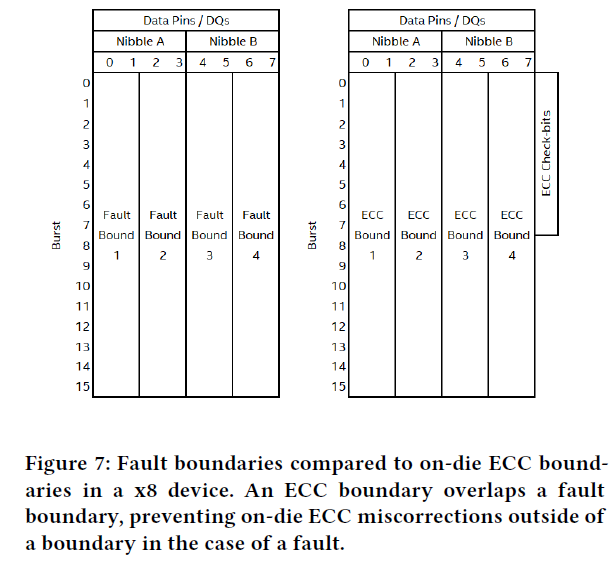 Data Pins / DQs Data Pins / DQs
Nibble A Nibble B Nibble A Nibble B
0 1 2 3 4 5 6 7 0 1 2 3 4 5 6 7
0 0
1 1
2 2
3 3
4 4
5 5
6 6
7 7
8 8
9 9
10 10
11 11
12 12
13 13
14 14
15 15
Burst Burst
Fault Fault Fault Fault ECC ECC ECC ECC
Bound Bound Bound Bound Bound Bound Bound Bound
1 2 3 4 1 2 3 4
ECC Check-bits
Figure 7: Fault boundaries compared to on-die ECC bound-
aries in a x8 device. An ECC boundary overlaps a fault
boundary, preventing on-die ECC miscorrections outside of
a boundary in the case of a fault.